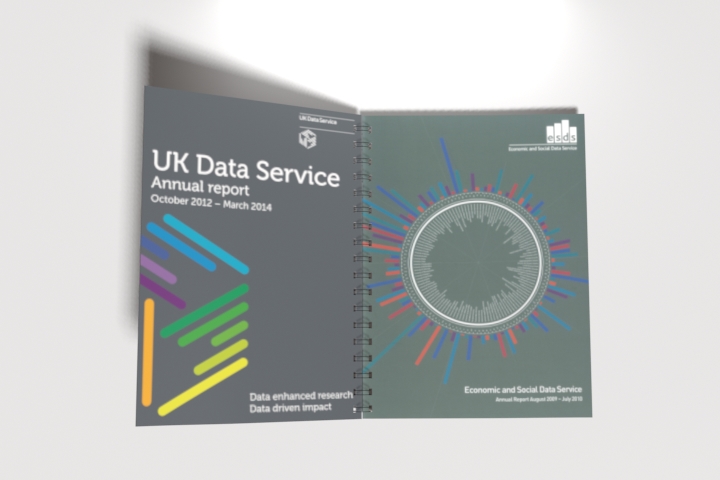 UK Data Service
UK Data Service
Annual report
October 2012 – March 2014
Data enhanced research
Data driven impact
esds
Economic and Social Data Service
Economic and Social Data Service
Annual Report August 2009 – July 2010